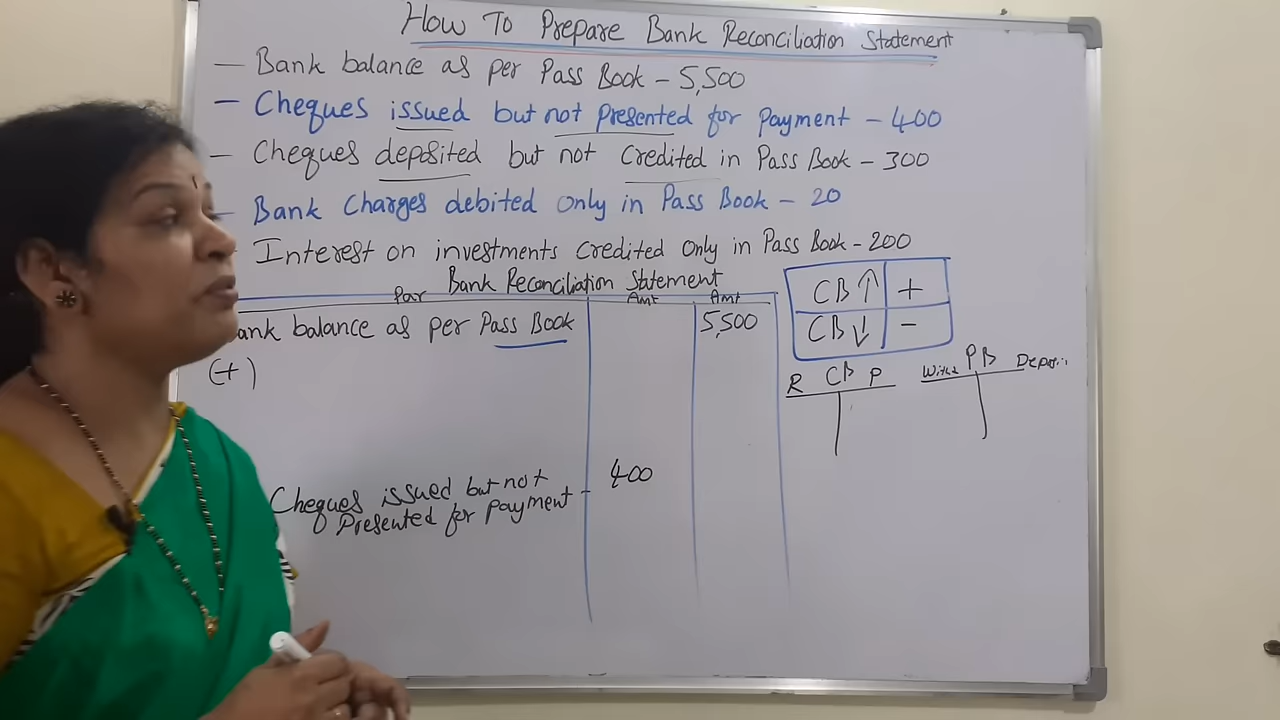 How To Prepare Bank Reconciliation Statement
— Bank balance as per Pass Book – 5,500
– Cheques issued but not presented for payment – 400
– Cheques deposited but not credited in Pass Book – 300
– Bank Charges debited only in Pass Book – 20
Interest on investments credited only in Pass Book – 200
Bank Reconciliation Statement
Par Amt Amt
ank balance as per Pass Book 5,500
(+)
Cheques issued but not
Presented for payment – 400
CB ↑ +
CB ↓ –
R CB P
PB